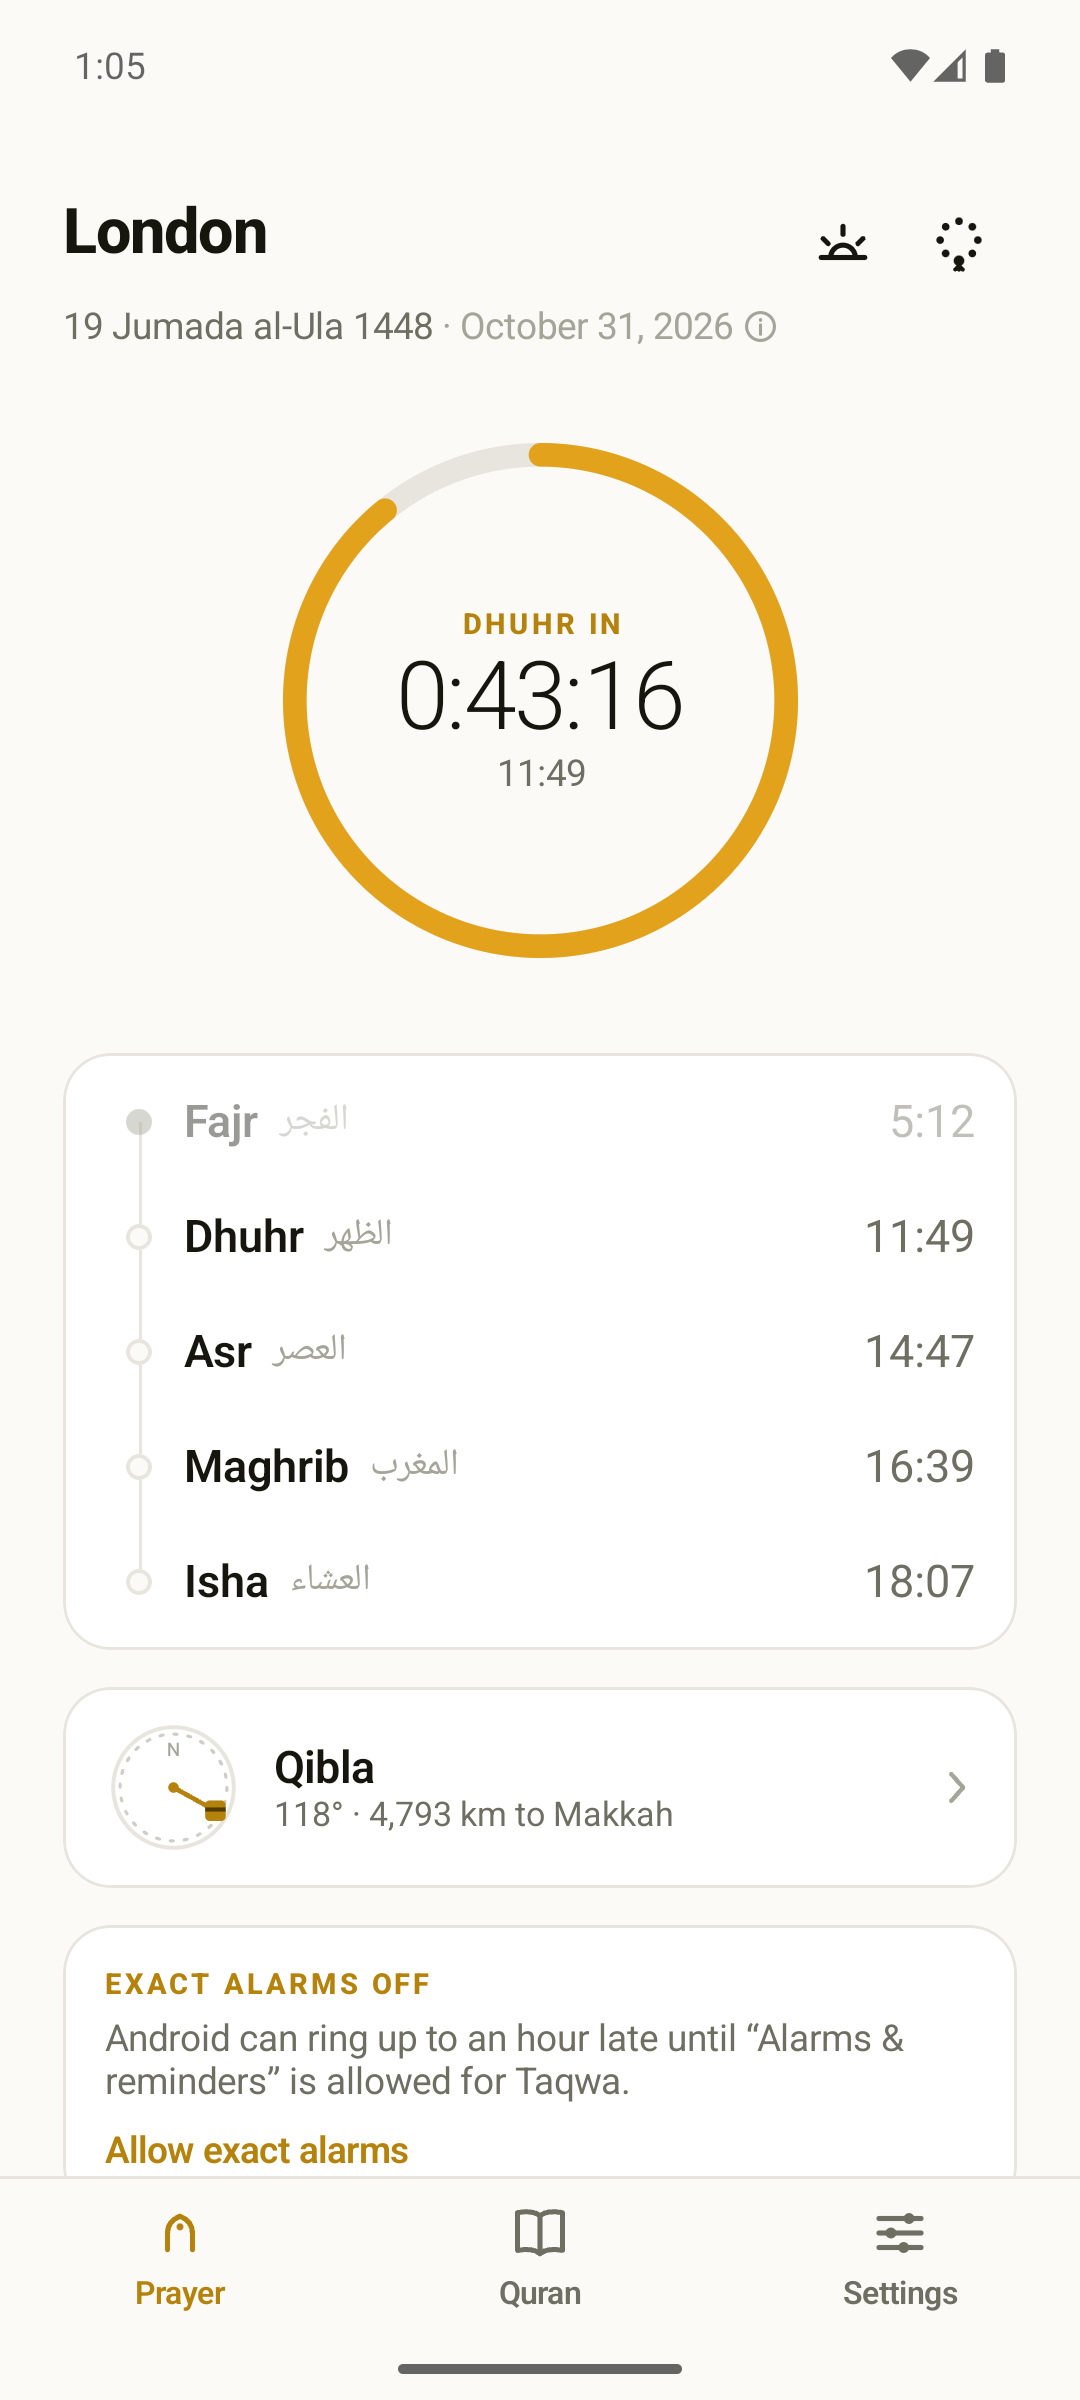 1:05
London
19 Jumada al-Ula 1448 · October 31, 2026
DHUHR IN
0:43:16
11:49
Fajr الفجر 5:12
Dhuhr الظهر 11:49
Asr العصر 14:47
Maghrib المغرب 16:39
Isha العشاء 18:07
N
Qibla
118° · 4,793 km to Makkah
EXACT ALARMS OFF
Android can ring up to an hour late until “Alarms &
reminders” is allowed for Taqwa.
Allow exact alarms
Prayer Quran Settings